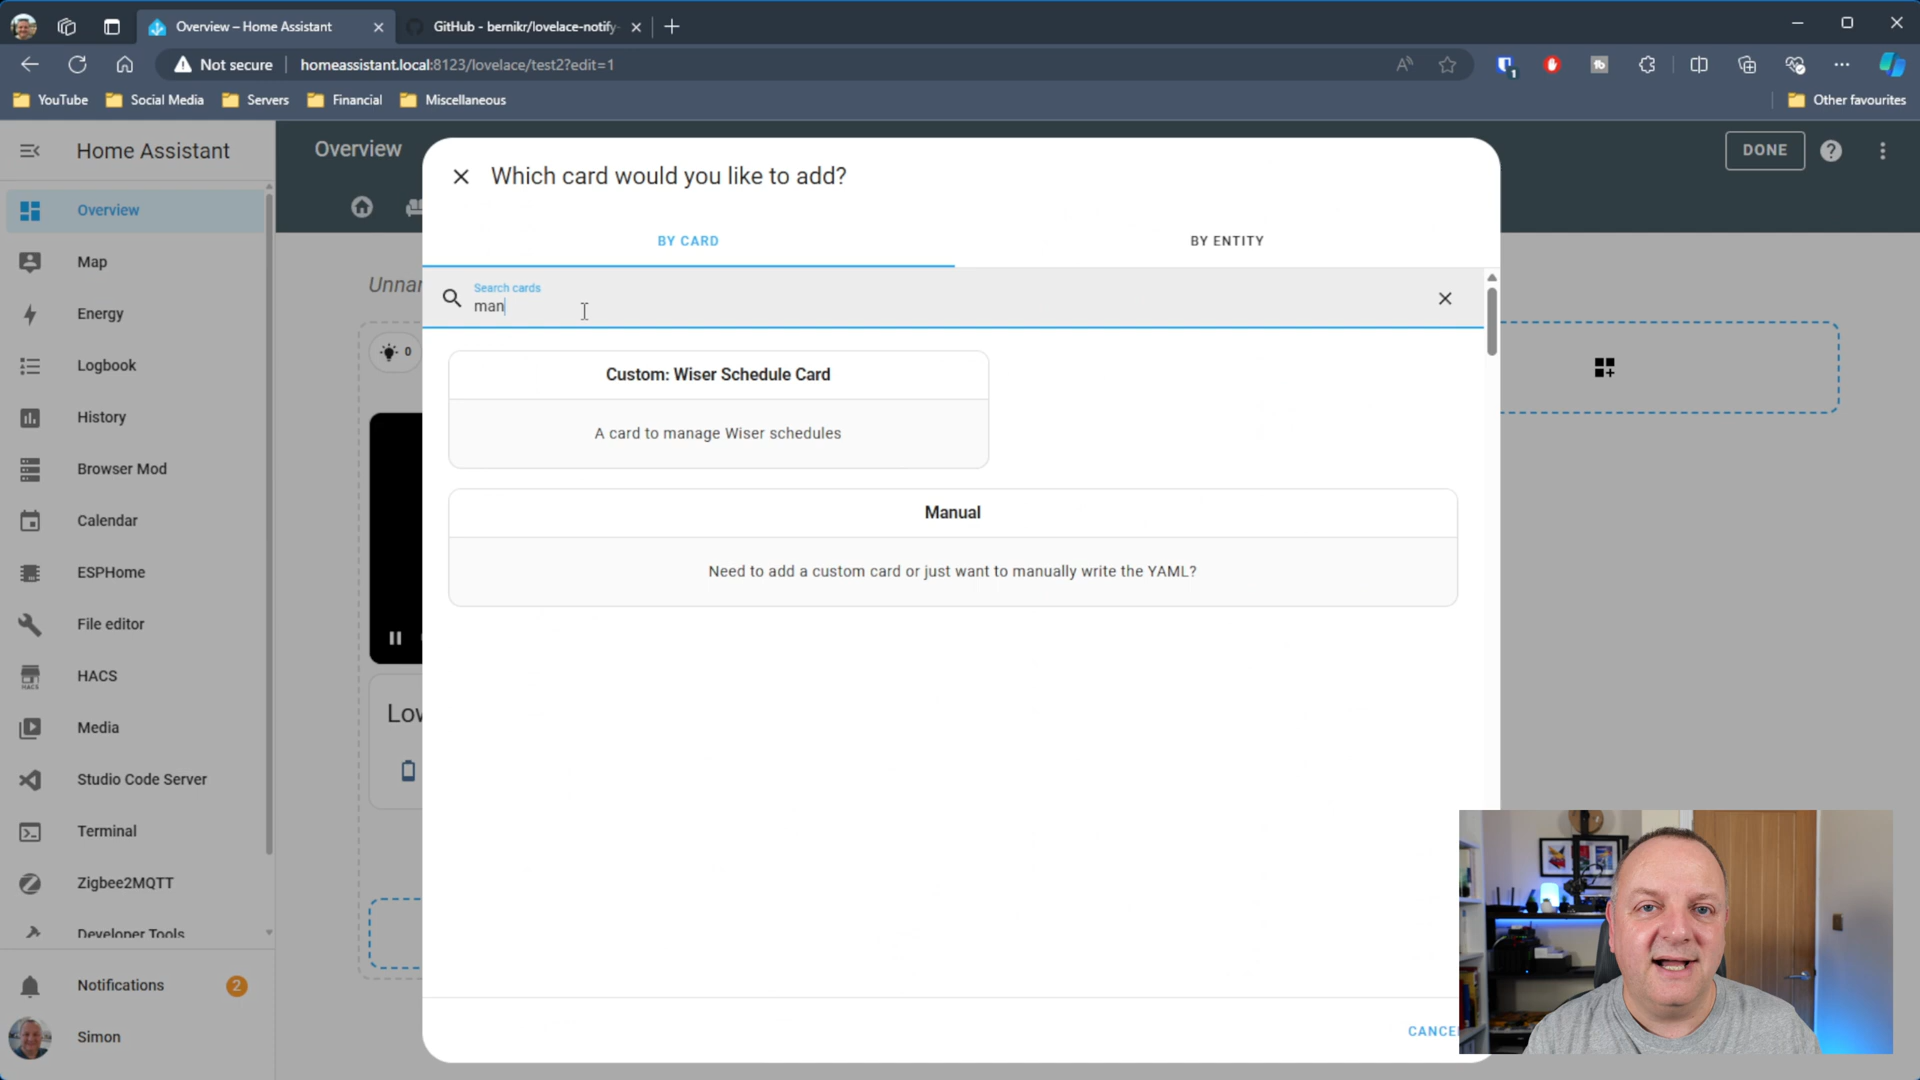 Overview – Home Assistant
GitHub - bernikr/lovelace-notify-
Not secure
homeassistant.local:8123/lovelace/test2?edit=1
1
YouTube
Social Media
Servers
Financial
Miscellaneous
Other favourites
Home Assistant
Overview
DONE
Which card would you like to add?
BY CARD
BY ENTITY
Search cards
man
Custom: Wiser Schedule Card
A card to manage Wiser schedules
Manual
Need to add a custom card or just want to manually write the YAML?
CANCE
Unnar
0
Lov
Overview
Map
Energy
Logbook
History
Browser Mod
Calendar
ESPHome
File editor
HACS
HACS
Media
Studio Code Server
Terminal
Zigbee2MQTT
Developer Tools
Notifications
2
Simon